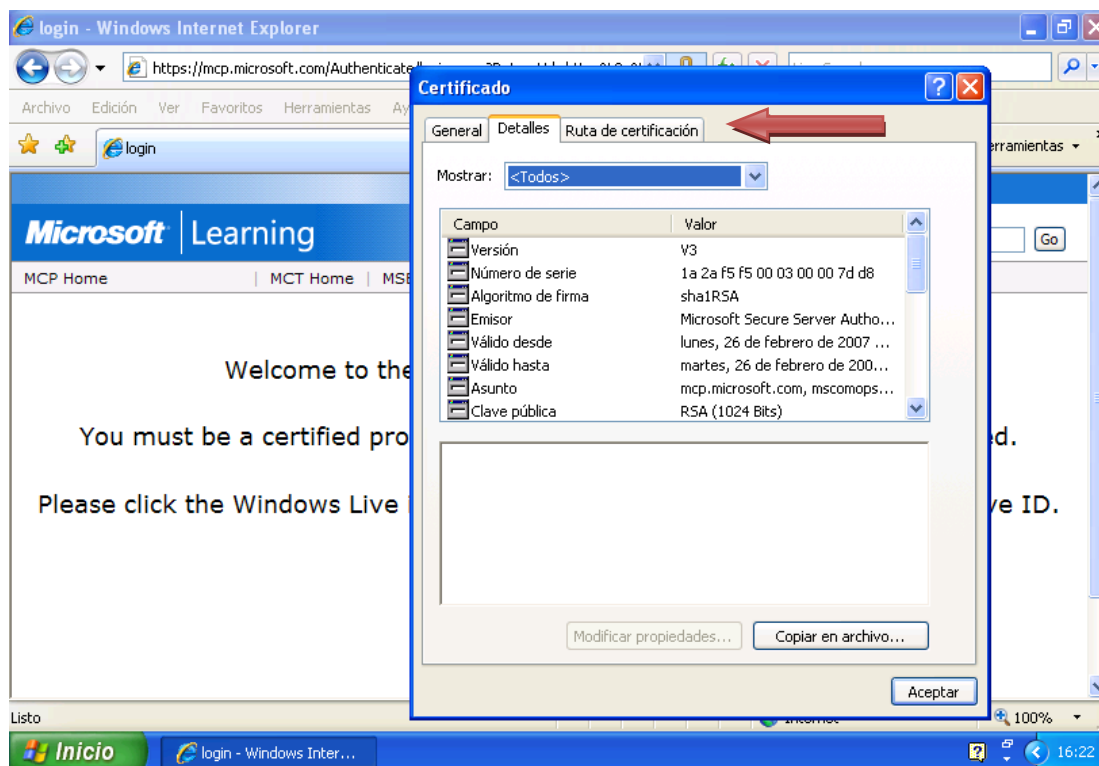 login - Windows Internet Explorer
https://mcp.microsoft.com/Authenticate
Archivo Edición Ver Favoritos Herramientas Ay
login
erramientas
Microsoft Learning
Go
MCP Home | MCT Home | MS
Welcome to the
You must be a certified pro
ed.
Please click the Windows Live
ve ID.
Certificado
General Detalles Ruta de certificación
Mostrar: <Todos>
Campo Valor
Versión V3
Número de serie 1a 2a f5 f5 00 03 00 00 7d d8
Algoritmo de firma sha1RSA
Emisor Microsoft Secure Server Autho...
Válido desde lunes, 26 de febrero de 2007 ...
Válido hasta martes, 26 de febrero de 200...
Asunto mcp.microsoft.com, mscomops...
Clave pública RSA (1024 Bits)
Modificar propiedades... Copiar en archivo...
Aceptar
Listo
100%
Inicio login - Windows Inter... 16:22